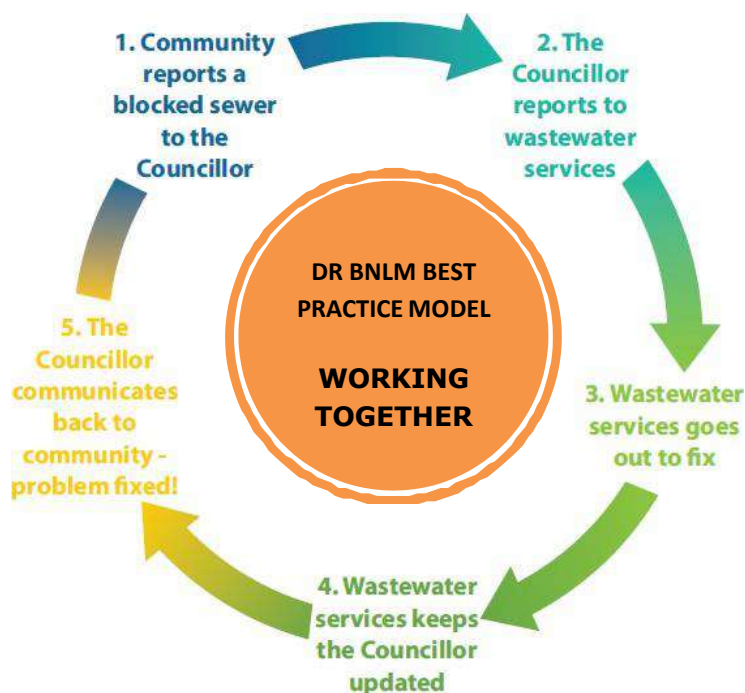 1. Community
reports a
blocked sewer
to the
Councillor
2. The
Councillor
reports to
wastewater
services
3. Wastewater
services goes
out to fix
4. Wastewater
services keeps
the Councillor
updated
5. The
Councillor
communicates
back to
community -
problem fixed!
DR BNLM BEST
PRACTICE MODEL
WORKING
TOGETHER